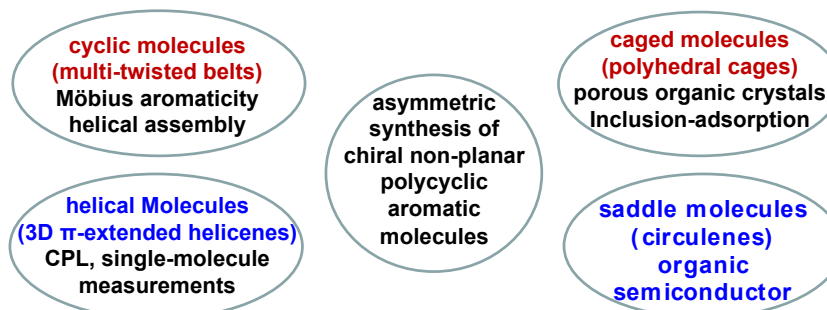 cyclic molecules
(multi-twisted belts)
Möbius aromaticity
helical assembly
caged molecules
(polyhedral cages)
porous organic crystals
Inclusion-adsorption
asymmetric
synthesis of
chiral non-planar
polycyclic
aromatic
molecules
helical Molecules
(3D π-extended helicenes)
CPL, single-molecule
measurements
saddle molecules
(circulenes)
organic
semiconductor